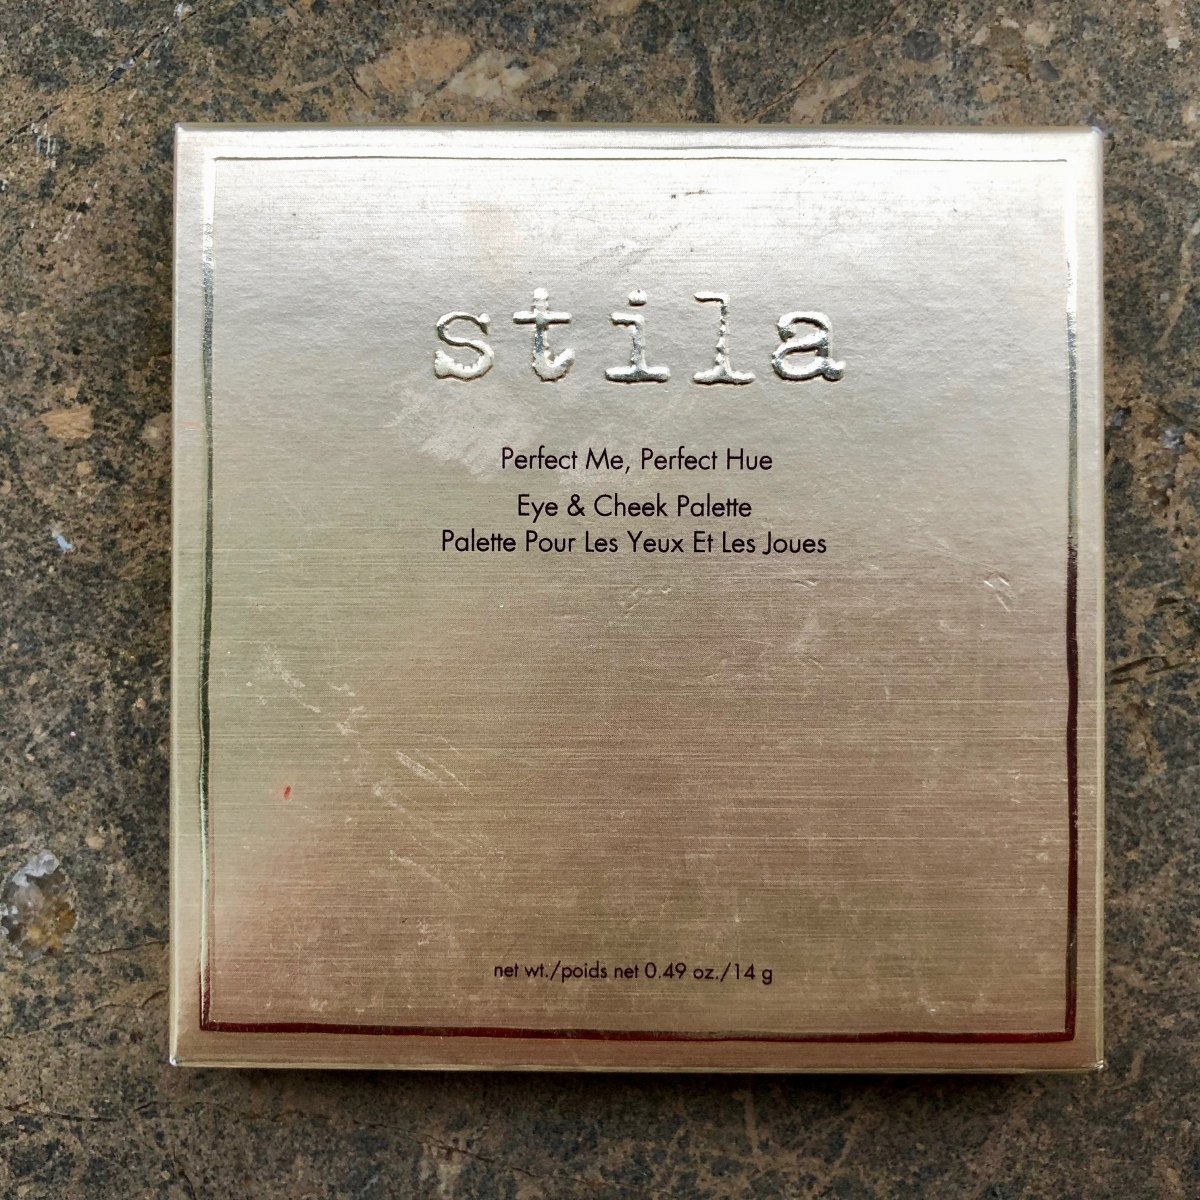 stila
Perfect Me, Perfect Hue
Eye & Cheek Palette
Palette Pour Les Yeux Et Les Joues
net wt./poids net 0.49 oz./14 g